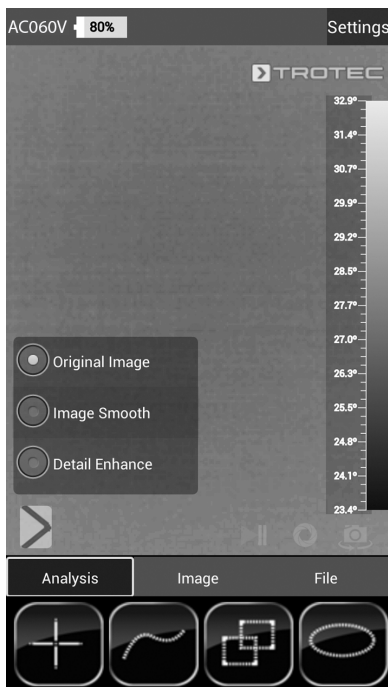 AC060V 80% Settings
TROTEC
32.9°
31.4°
30.7°
29.9°
29.2°
28.5°
27.7°
27.0°
26.3°
25.5°
24.8°
24.1°
23.4°
Original Image
Image Smooth
Detail Enhance
Analysis Image File